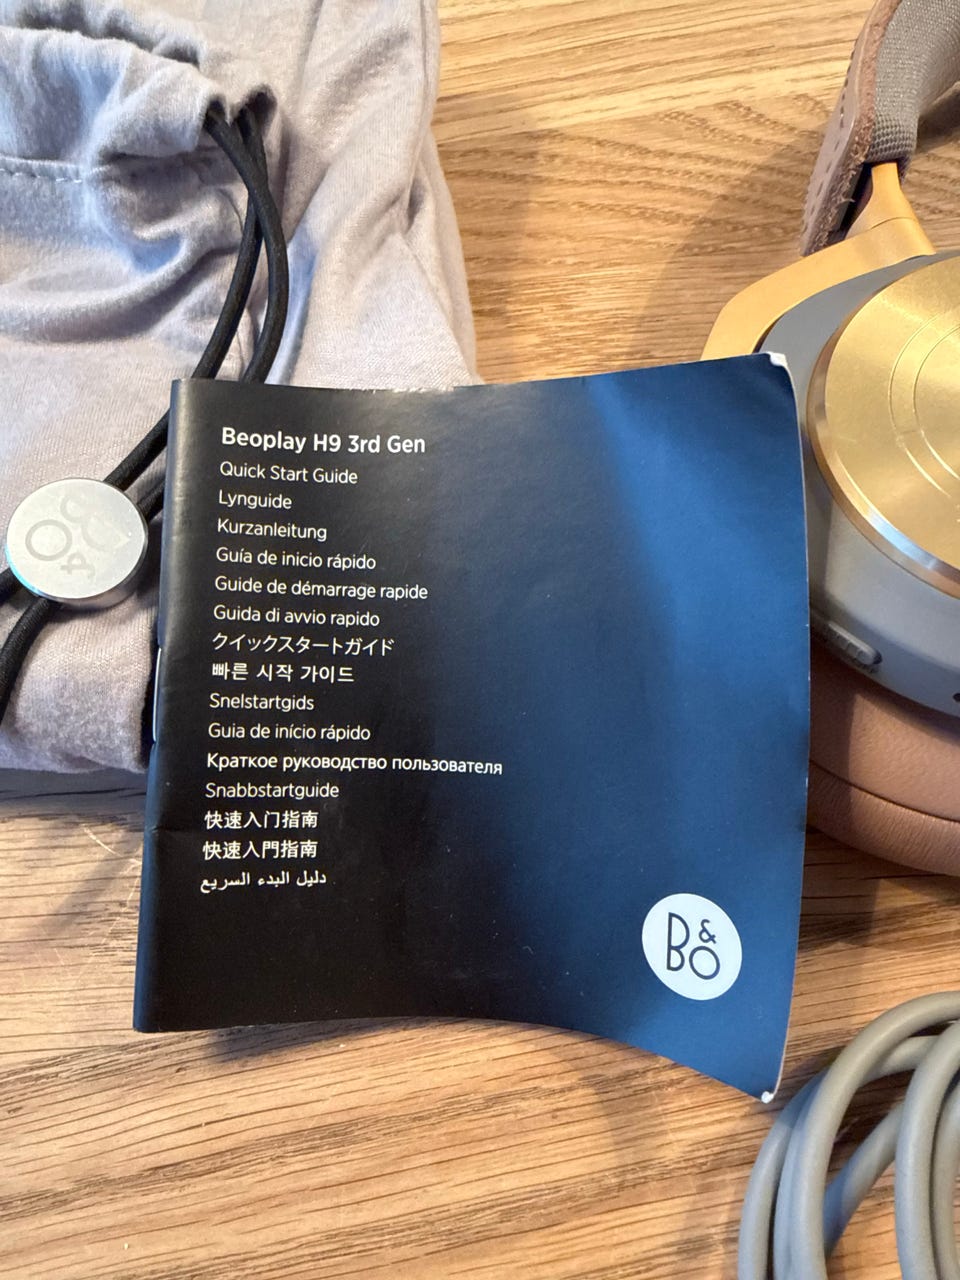 Beoplay H9 3rd Gen
Quick Start Guide
Lynguide
Kurzanleitung
Guía de inicio rápido
Guide de démarrage rapide
Guida di avvio rapido
クイックスタートガイド
빠른 시작 가이드
Snelstartgids
Guia de início rápido
Краткое руководство пользователя
Snabbstartguide
快速入门指南
快速入門指南
دليل البدء السريع
B&O
B&O